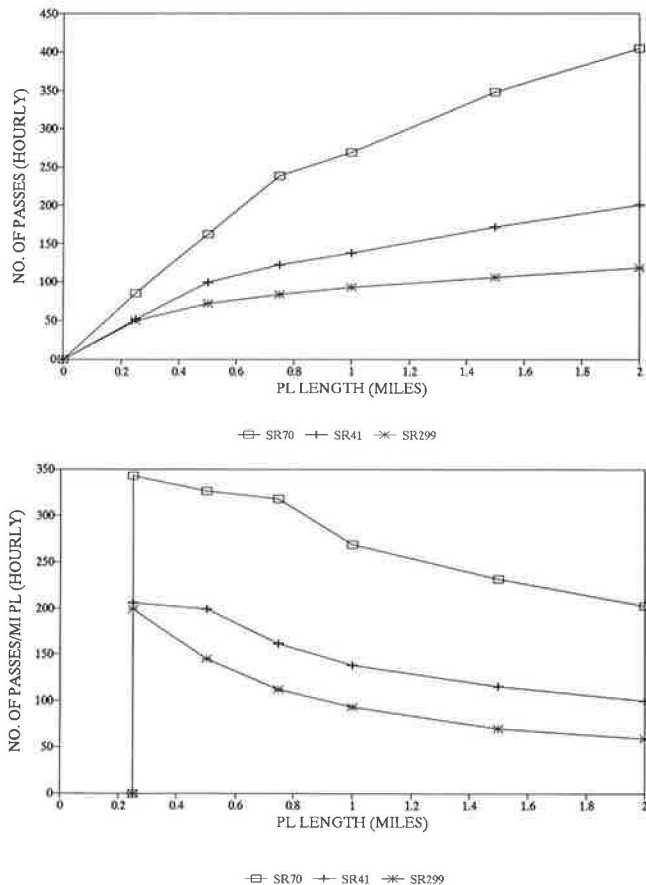 450
400
350
300
250
200
150
100
50
0
NO. OF PASSES (HOURLY)
0 0.2 0.4 0.6 0.8 1 1.2 1.4 1.6 1.8 2
PL LENGTH (MILES)
SR70 SR41 SR299
350
300
250
200
150
100
50
0
NO. OF PASSES/MI PL (HOURLY)
0 0.2 0.4 0.6 0.8 1 1.2 1.4 1.6 1.8 2
PL LENGTH (MILES)
SR70 SR41 SR299